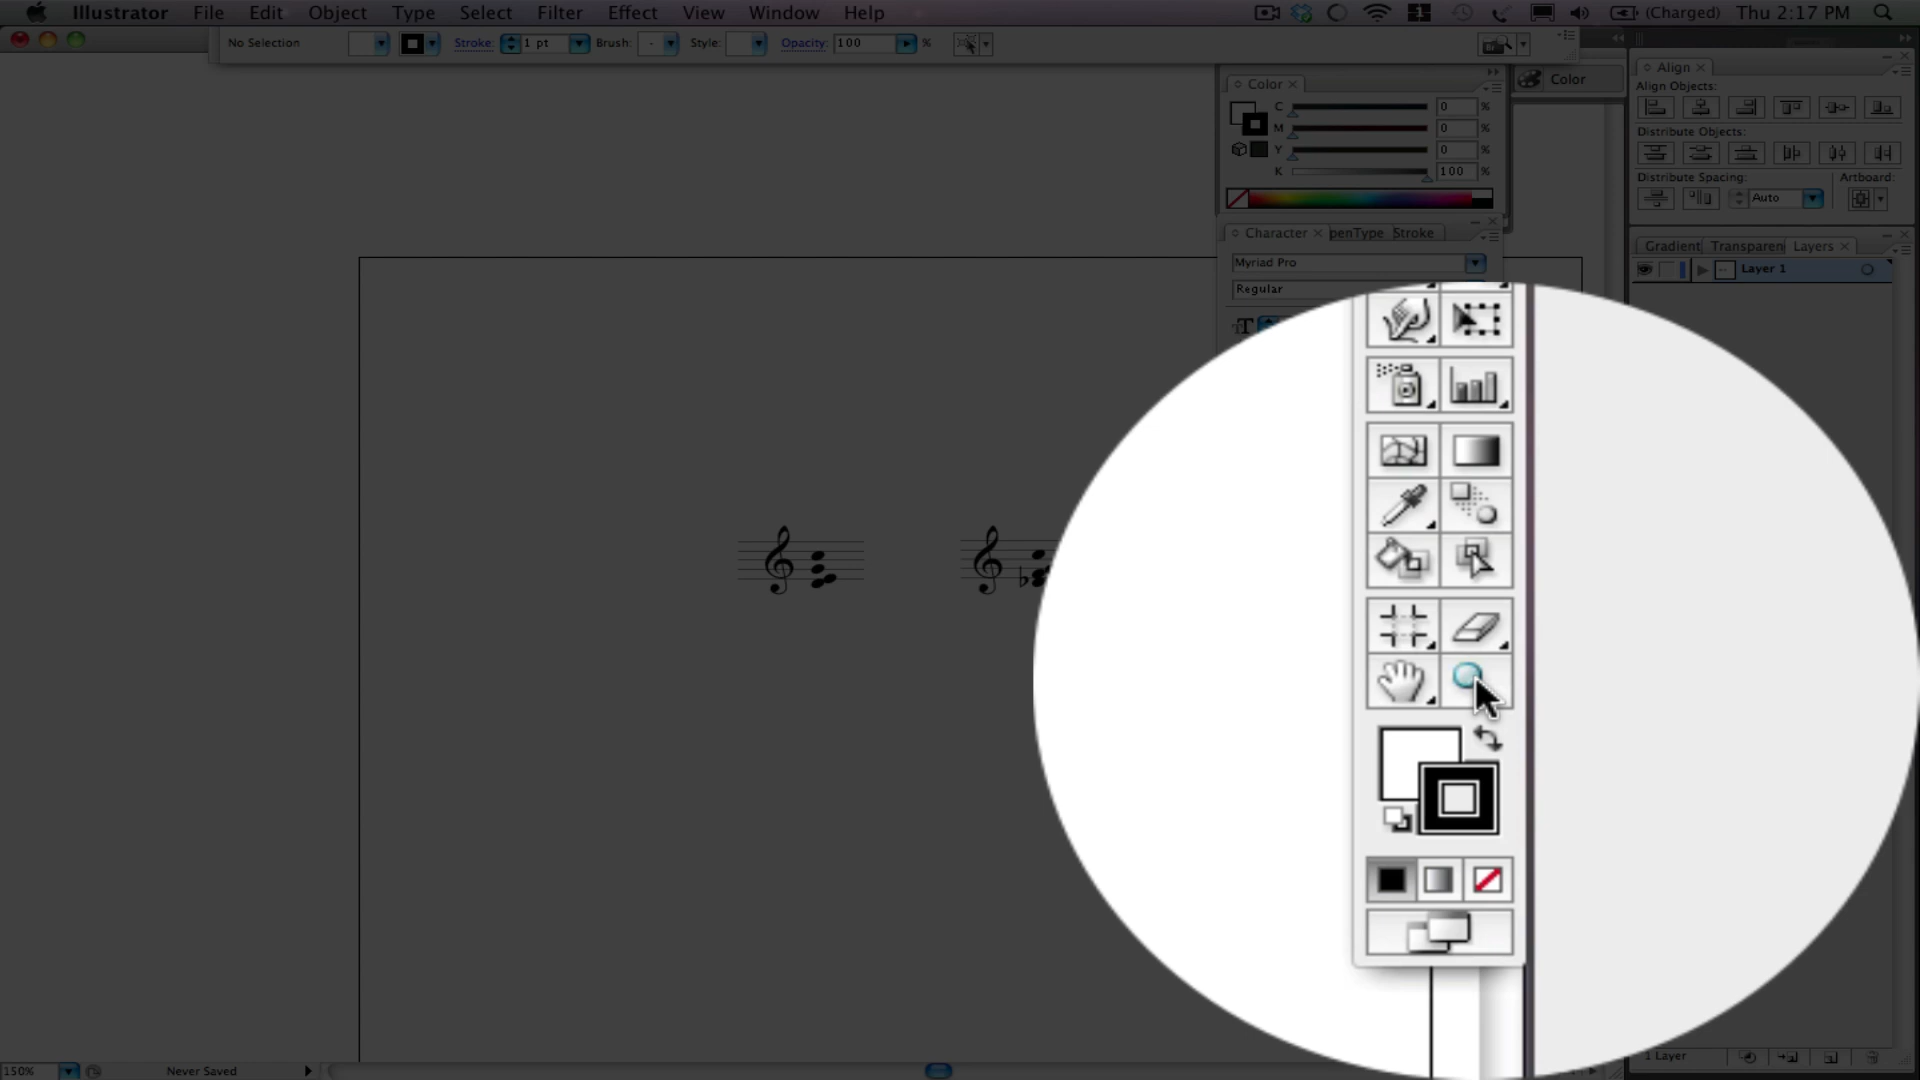 Illustrator File Edit Object Type Select Filter Effect View Window Help (Charged) Thu 2:17 PM
No Selection Stroke: 1 pt Brush: - Style: Opacity: 100 %
Color
C 0 %
M 0 %
Y 0 %
K 100 %
Color
Character penType Stroke
Myriad Pro
Regular
Align
Align Objects:
Distribute Objects:
Distribute Spacing: Artboard:
Auto
Gradient Transparen Layers
Layer 1
1 Layer
150% Never Saved